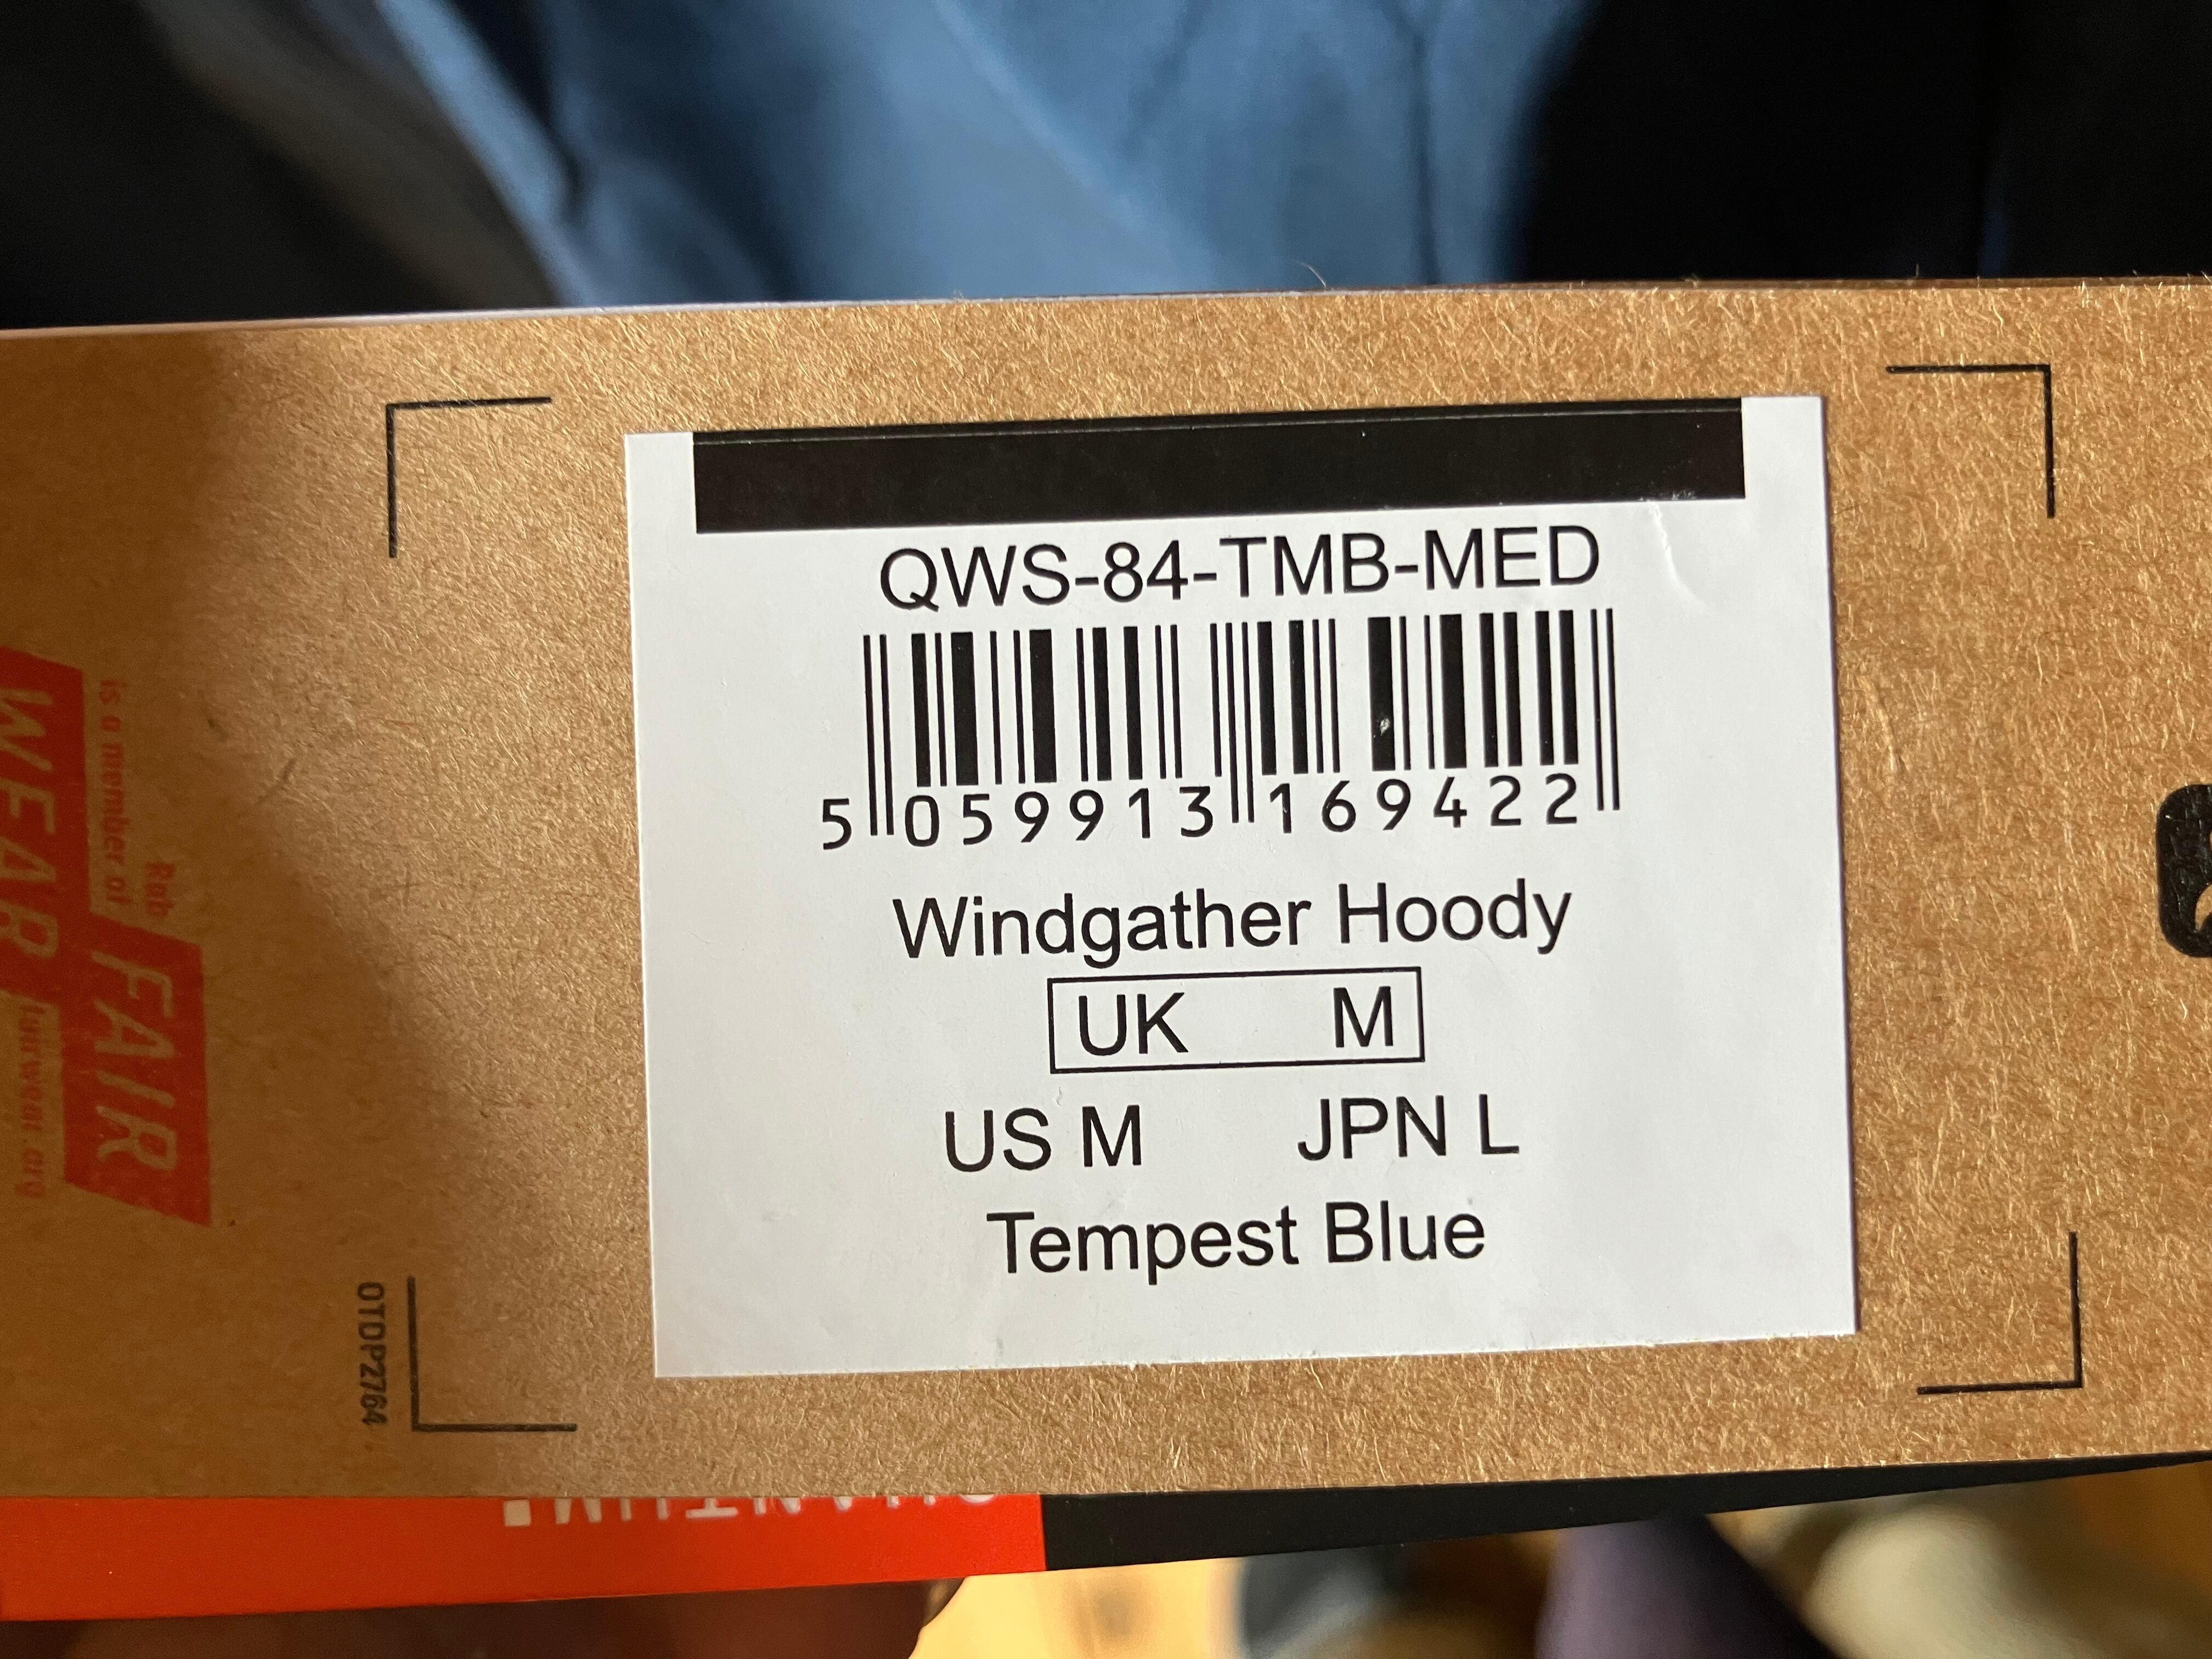 QWS-84-TMB-MED
5 059913 169422
Windgather Hoody
UK M
US M JPN L
Tempest Blue
Rab
is a member of
FAIR
WEAR
fairwear.org
OTDP2764